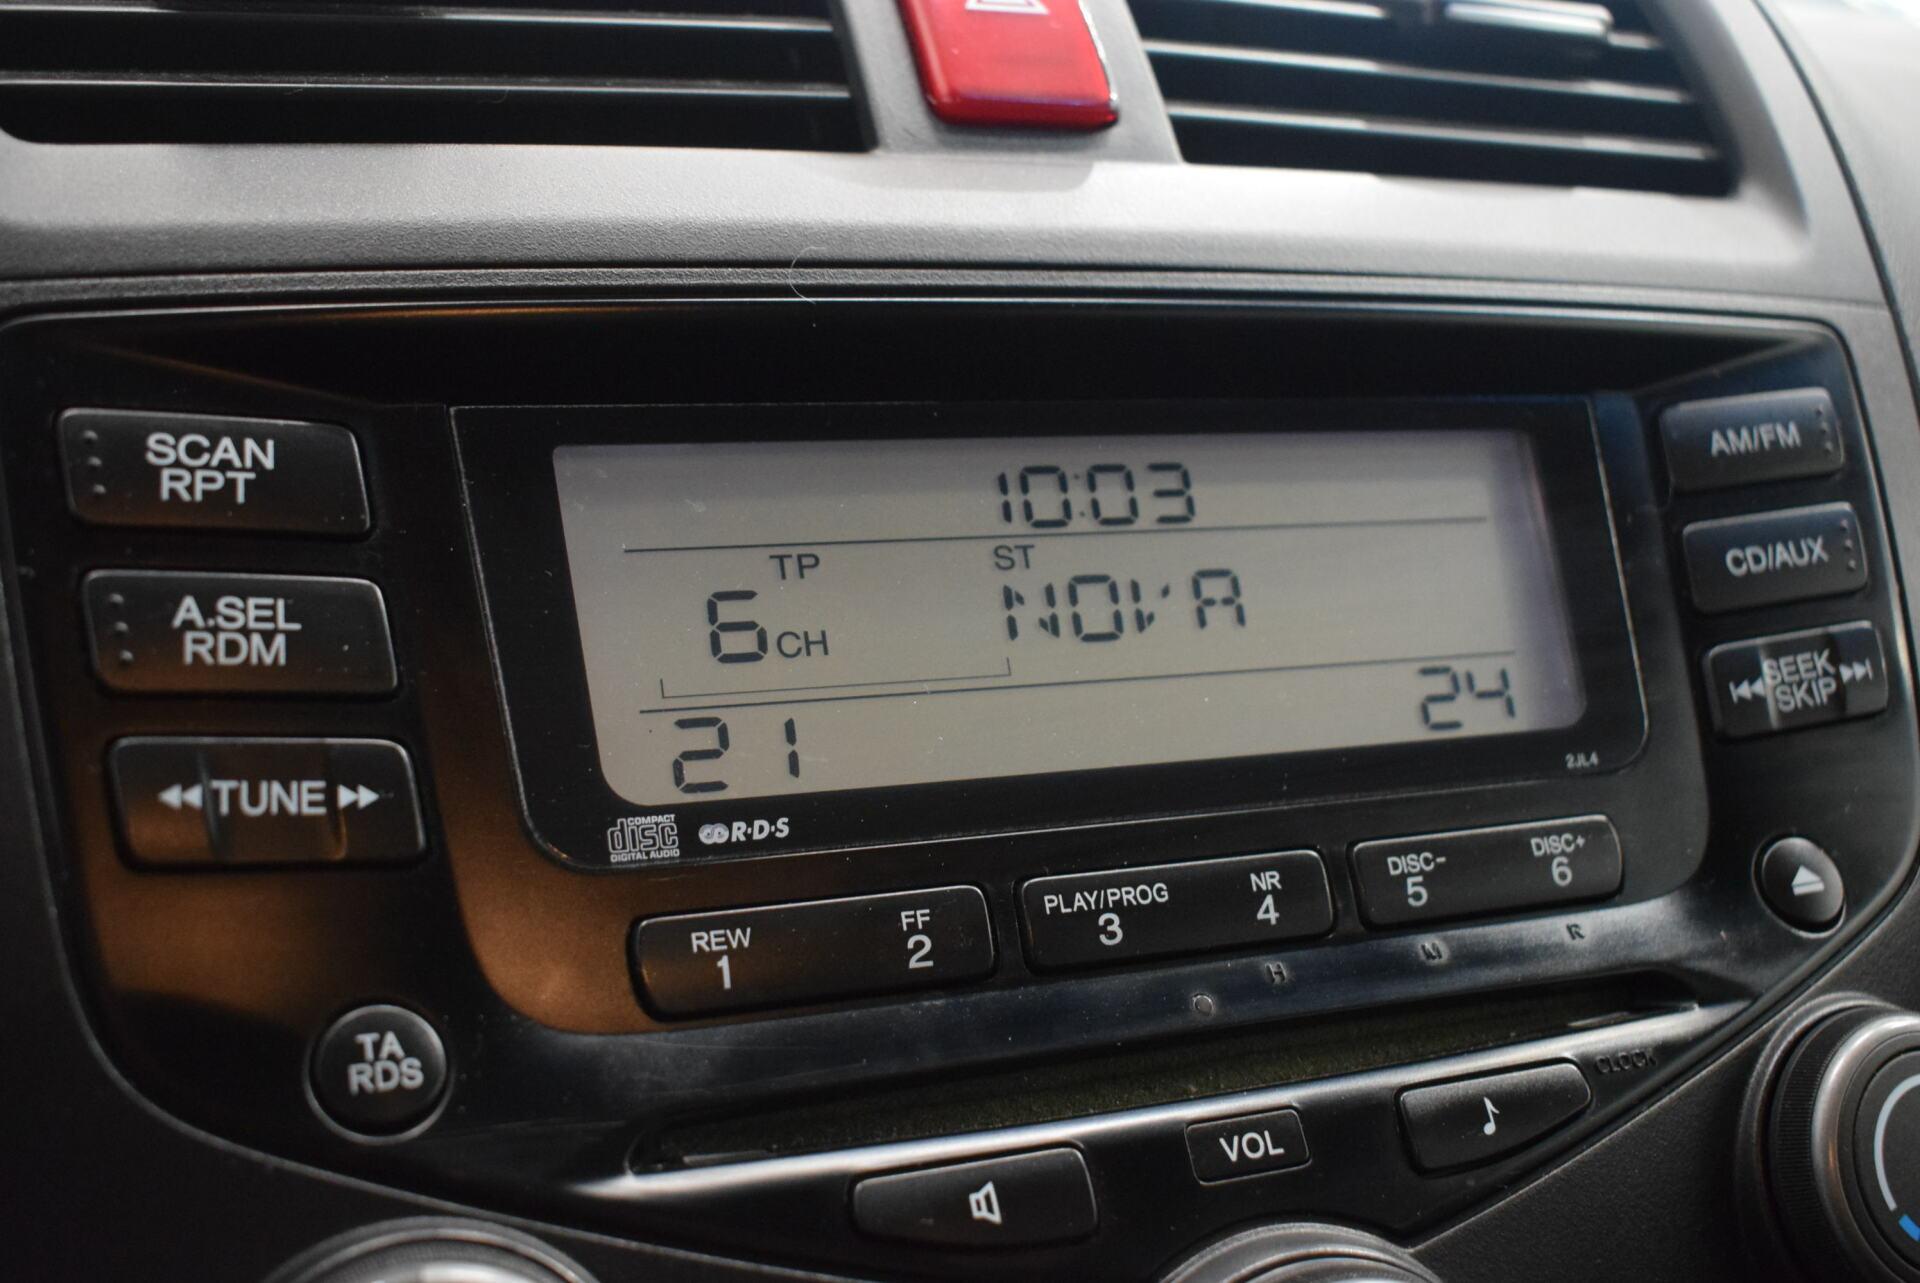 10:03
TP
ST
6 CH
NOVA
21
24
2JL4
COMPACT
disc
DIGITAL AUDIO
R·D·S
SCAN
RPT
A.SEL
RDM
TUNE
TA
RDS
AM/FM
CD/AUX
SEEK
SKIP
REW
1
FF
2
PLAY/PROG
3
NR
4
DISC-
5
DISC+
6
H
M
R
CLOCK
VOL